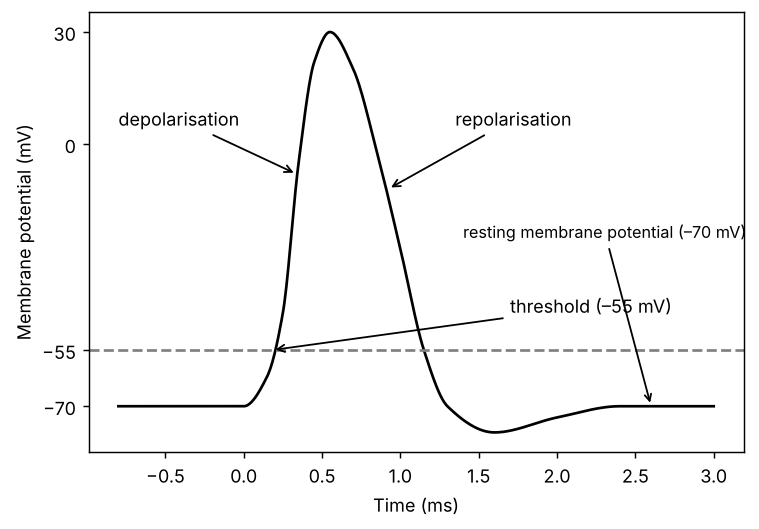 30
depolarisation
repolarisation
0
resting membrane potential (–70 mV)
threshold (–55 mV)
−55
−70
Membrane potential (mV)
−0.5
0.0
0.5
1.0
1.5
2.0
2.5
3.0
Time (ms)